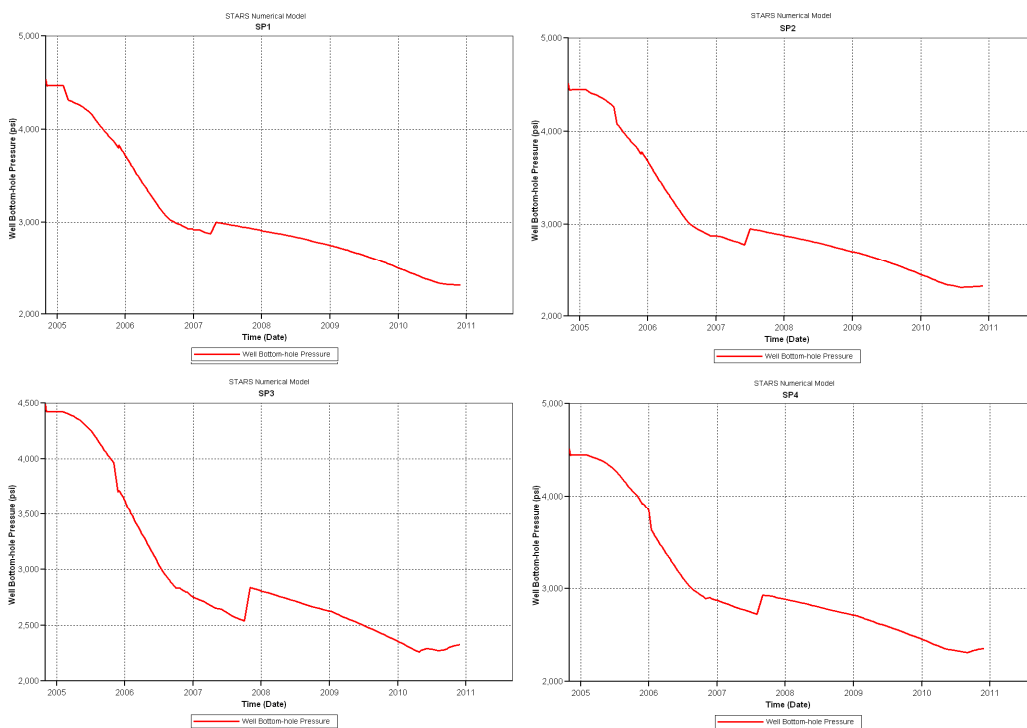 STARS Numerical Model
SP1
5,000
4,000
3,000
2,000
Well Bottom-hole Pressure (psi)
2005 2006 2007 2008 2009 2010 2011
Time (Date)
Well Bottom-hole Pressure
STARS Numerical Model
SP2
5,000
4,000
3,000
2,000
Well Bottom-hole Pressure (psi)
2005 2006 2007 2008 2009 2010 2011
Time (Date)
Well Bottom-hole Pressure
STARS Numerical Model
SP3
4,500
4,000
3,500
3,000
2,500
2,000
Well Bottom-hole Pressure (psi)
2005 2006 2007 2008 2009 2010 2011
Time (Date)
Well Bottom-hole Pressure
STARS Numerical Model
SP4
5,000
4,000
3,000
2,000
Well Bottom-hole Pressure (psi)
2005 2006 2007 2008 2009 2010 2011
Time (Date)
Well Bottom-hole Pressure